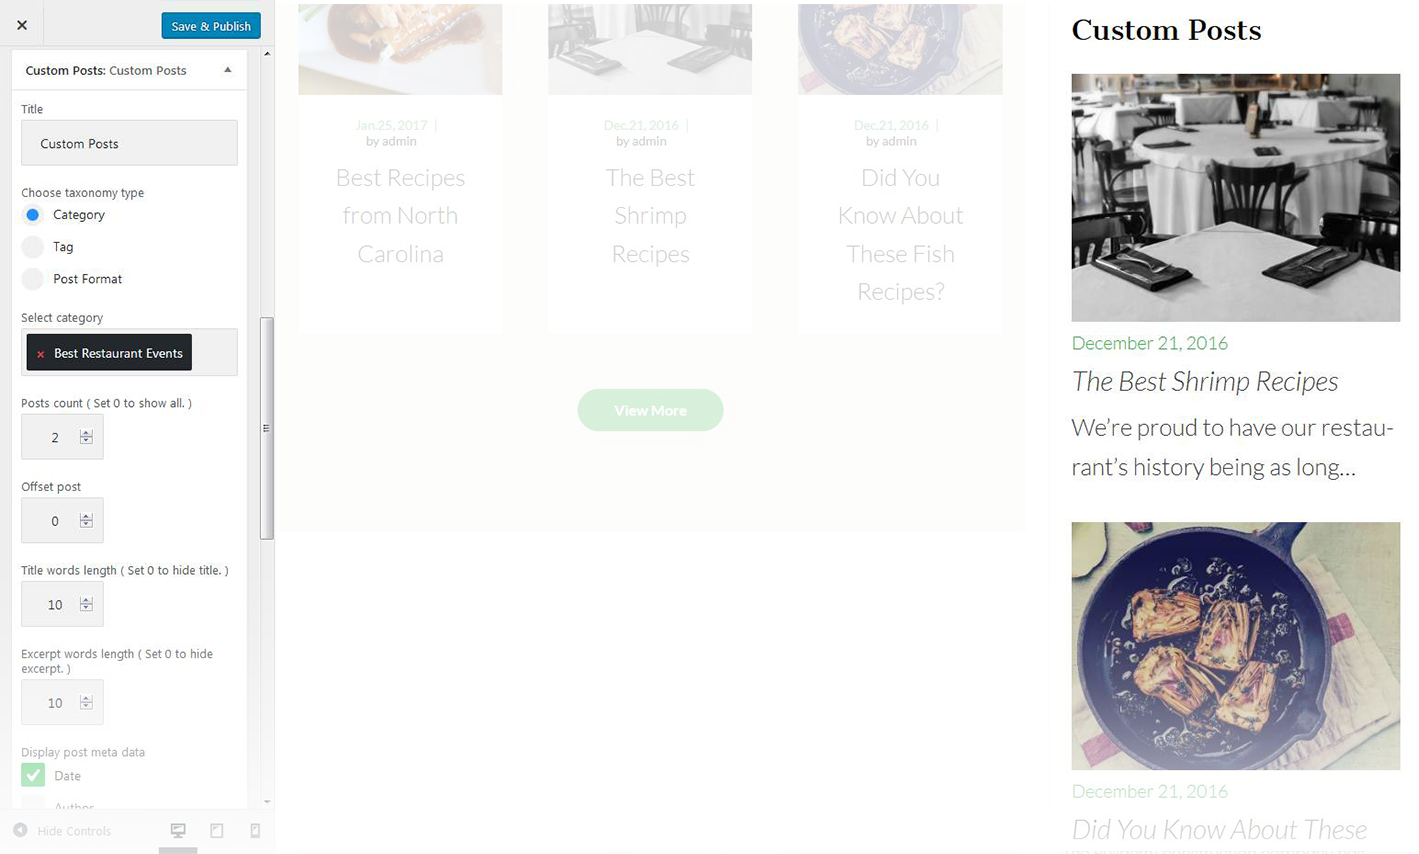 Save & Publish
Custom Posts: Custom Posts
Title
Custom Posts
Choose taxonomy type
Category
Tag
Post Format
Select category
× Best Restaurant Events
Posts count ( Set 0 to show all. )
2
Offset post
0
Title words length ( Set 0 to hide title. )
10
Excerpt words length ( Set 0 to hide
excerpt. )
10
Display post meta data
Date
Author
Hide Controls
Jan.25, 2017 |
by admin
Best Recipes
from North
Carolina
Dec.21, 2016 |
by admin
The Best
Shrimp
Recipes
Dec.21, 2016 |
by admin
Did You
Know About
These Fish
Recipes?
View More
Custom Posts
December 21, 2016
The Best Shrimp Recipes
We’re proud to have our restau-
rant’s history being as long...
December 21, 2016
Did You Know About These